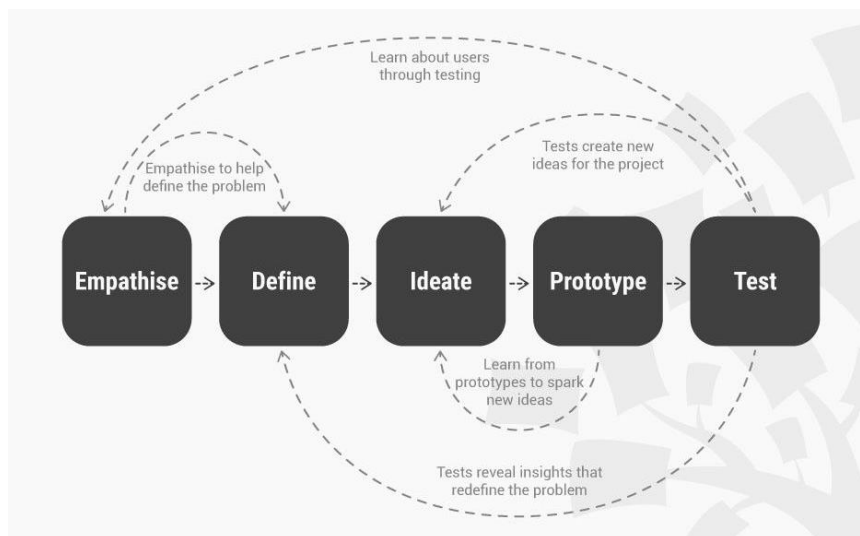 Learn about users
through testing
Tests create new
ideas for the project
Empathise to help
define the problem
Empathise
Define
Ideate
Prototype
Test
Learn from
prototypes to spark
new ideas
Tests reveal insights that
redefine the problem